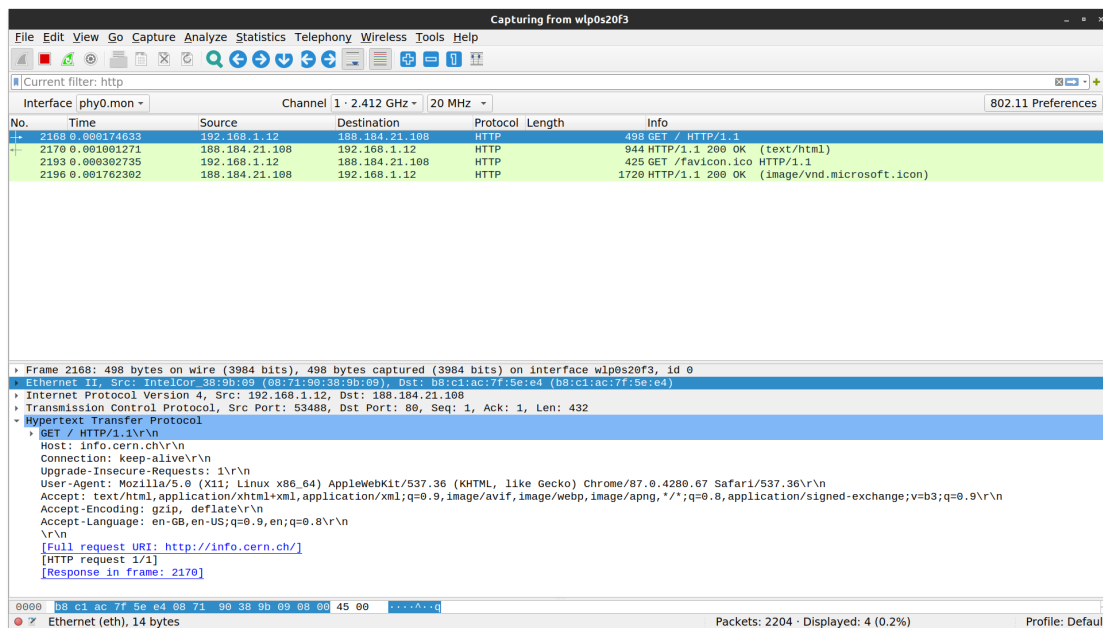 Capturing from wlp0s20f3
File Edit View Go Capture Analyze Statistics Telephony Wireless Tools Help
Current filter: http
Interface phy0.mon Channel 1 · 2.412 GHz 20 MHz 802.11 Preferences
No. Time Source Destination Protocol Length Info
2168 0.000174633 192.168.1.12 188.184.21.108 HTTP 498 GET / HTTP/1.1
2170 0.001001271 188.184.21.108 192.168.1.12 HTTP 944 HTTP/1.1 200 OK (text/html)
2193 0.000302735 192.168.1.12 188.184.21.108 HTTP 425 GET /favicon.ico HTTP/1.1
2196 0.001762302 188.184.21.108 192.168.1.12 HTTP 1720 HTTP/1.1 200 OK (image/vnd.microsoft.icon)
Frame 2168: 498 bytes on wire (3984 bits), 498 bytes captured (3984 bits) on interface wlp0s20f3, id 0
Ethernet II, Src: IntelCor_38:9b:09 (08:71:90:38:9b:09), Dst: b8:c1:ac:7f:5e:e4 (b8:c1:ac:7f:5e:e4)
Internet Protocol Version 4, Src: 192.168.1.12, Dst: 188.184.21.108
Transmission Control Protocol, Src Port: 53488, Dst Port: 80, Seq: 1, Ack: 1, Len: 432
Hypertext Transfer Protocol
GET / HTTP/1.1\r\n
Host: info.cern.ch\r\n
Connection: keep-alive\r\n
Upgrade-Insecure-Requests: 1\r\n
User-Agent: Mozilla/5.0 (X11; Linux x86_64) AppleWebKit/537.36 (KHTML, like Gecko) Chrome/87.0.4280.67 Safari/537.36\r\n
Accept: text/html,application/xhtml+xml,application/xml;q=0.9,image/avif,image/webp,image/apng,*/*;q=0.8,application/signed-exchange;v=b3;q=0.9\r\n
Accept-Encoding: gzip, deflate\r\n
Accept-Language: en-GB,en-US;q=0.9,en;q=0.8\r\n
\r\n
[Full request URI: http://info.cern.ch/]
[HTTP request 1/1]
[Response in frame: 2170]
0000 b8 c1 ac 7f 5e e4 08 71 90 38 9b 09 08 00 45 00 ····^··q
Ethernet (eth), 14 bytes Packets: 2204 · Displayed: 4 (0.2%) Profile: Defaul